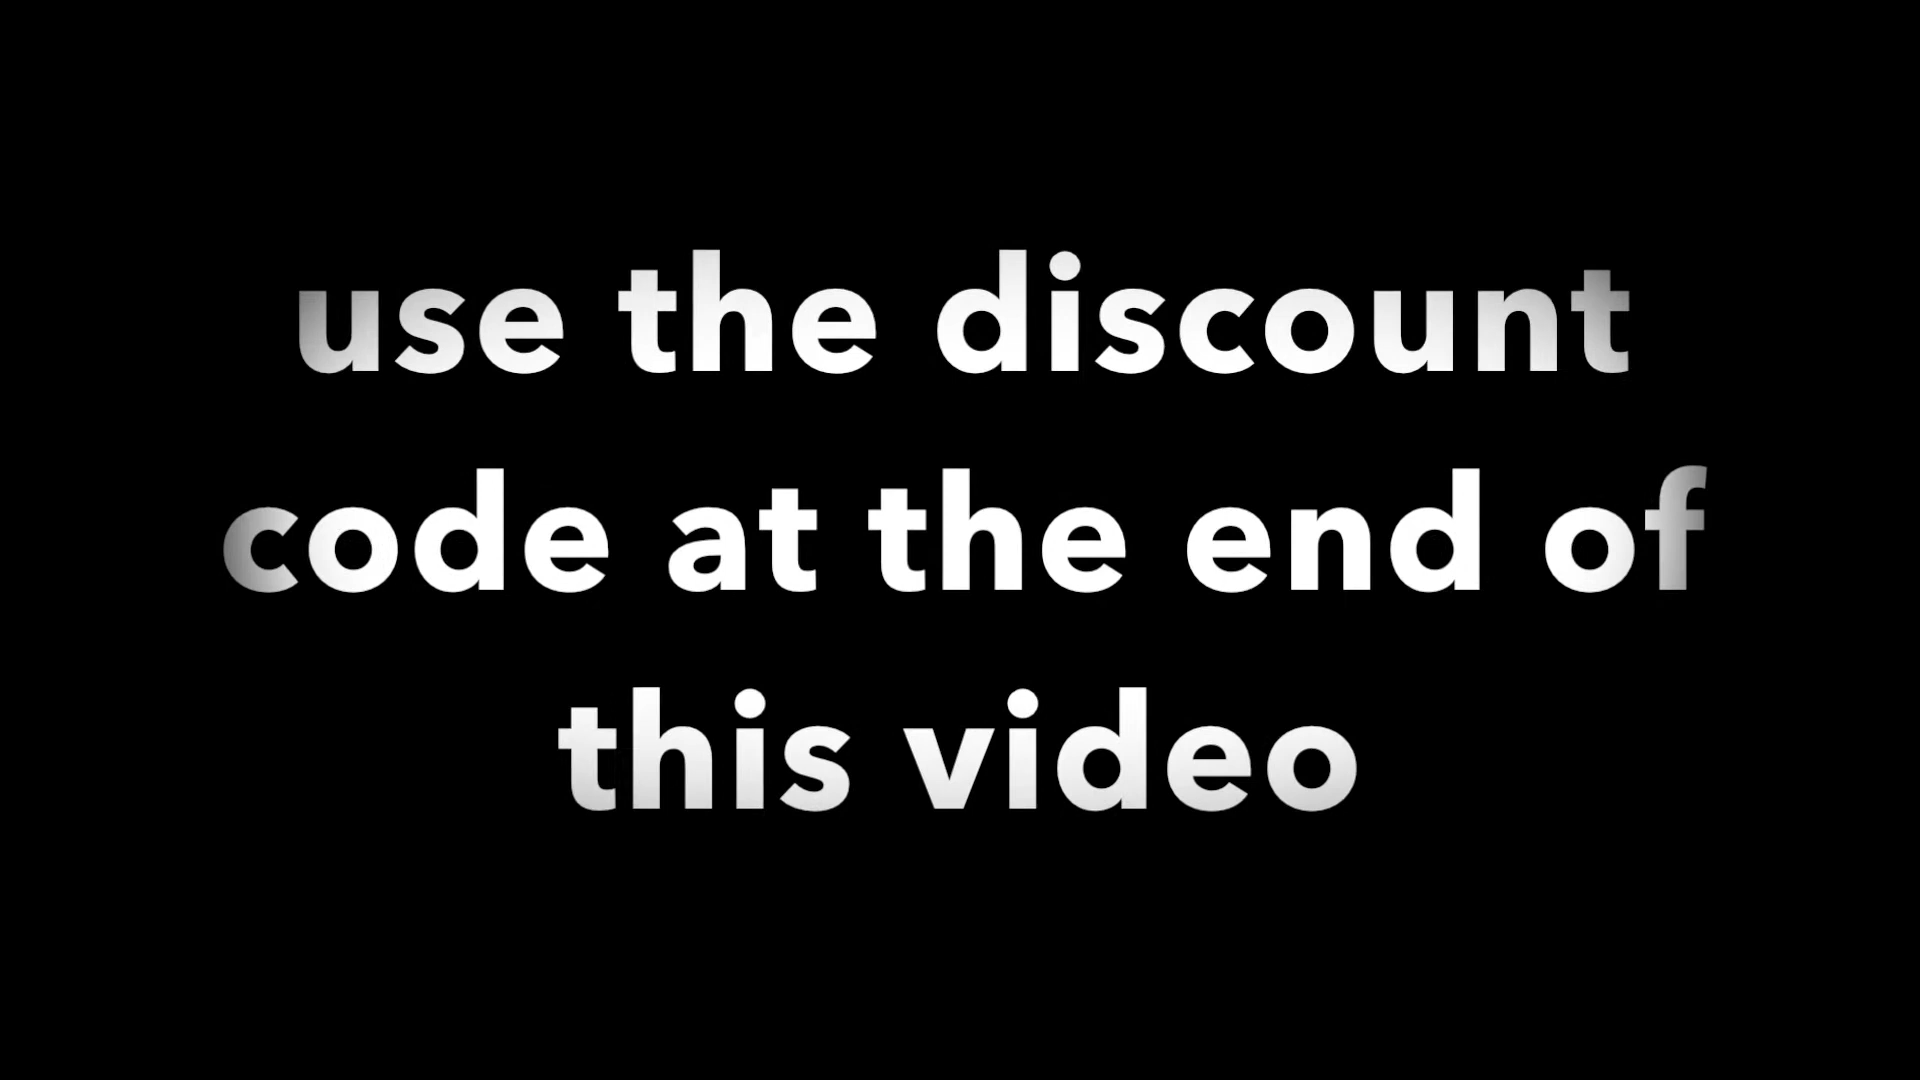 use the discount
code at the end of
this video